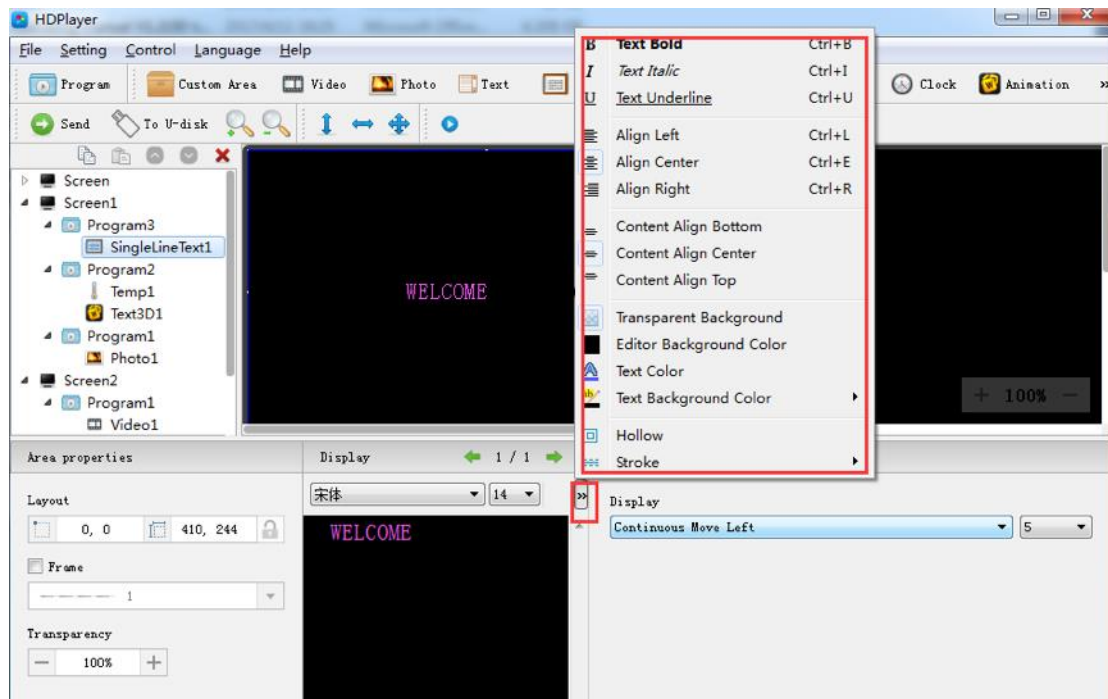 HDPlayer
File Setting Control Language Help
Program Custom Area Video Photo Text Clock Animation »
Send To U-disk
Screen
Screen1
Program3
SingleLineText1
Program2
Temp1
Text3D1
Program1
Photo1
Screen2
Program1
Video1
WELCOME
B Text Bold Ctrl+B
I Text Italic Ctrl+I
U Text Underline Ctrl+U
Align Left Ctrl+L
Align Center Ctrl+E
Align Right Ctrl+R
Content Align Bottom
Content Align Center
Content Align Top
Transparent Background
Editor Background Color
Text Color
Text Background Color
Hollow
Stroke
+ 100% −
Area properties
Layout
0, 0 410, 244
Frame
1
Transparency
— 100% +
Display 1 / 1
宋体 14 »
WELCOME
Display
Continuous Move Left 5